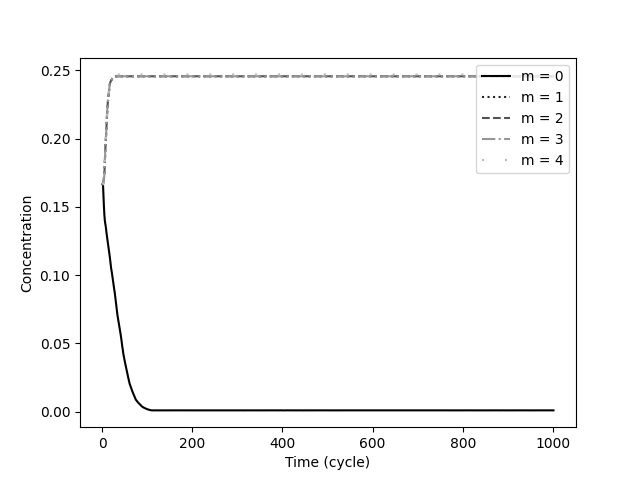 0.25
0.20
0.15
0.10
0.05
0.00
Concentration
0
200
400
600
800
1000
Time (cycle)
m = 0
m = 1
m = 2
m = 3
m = 4